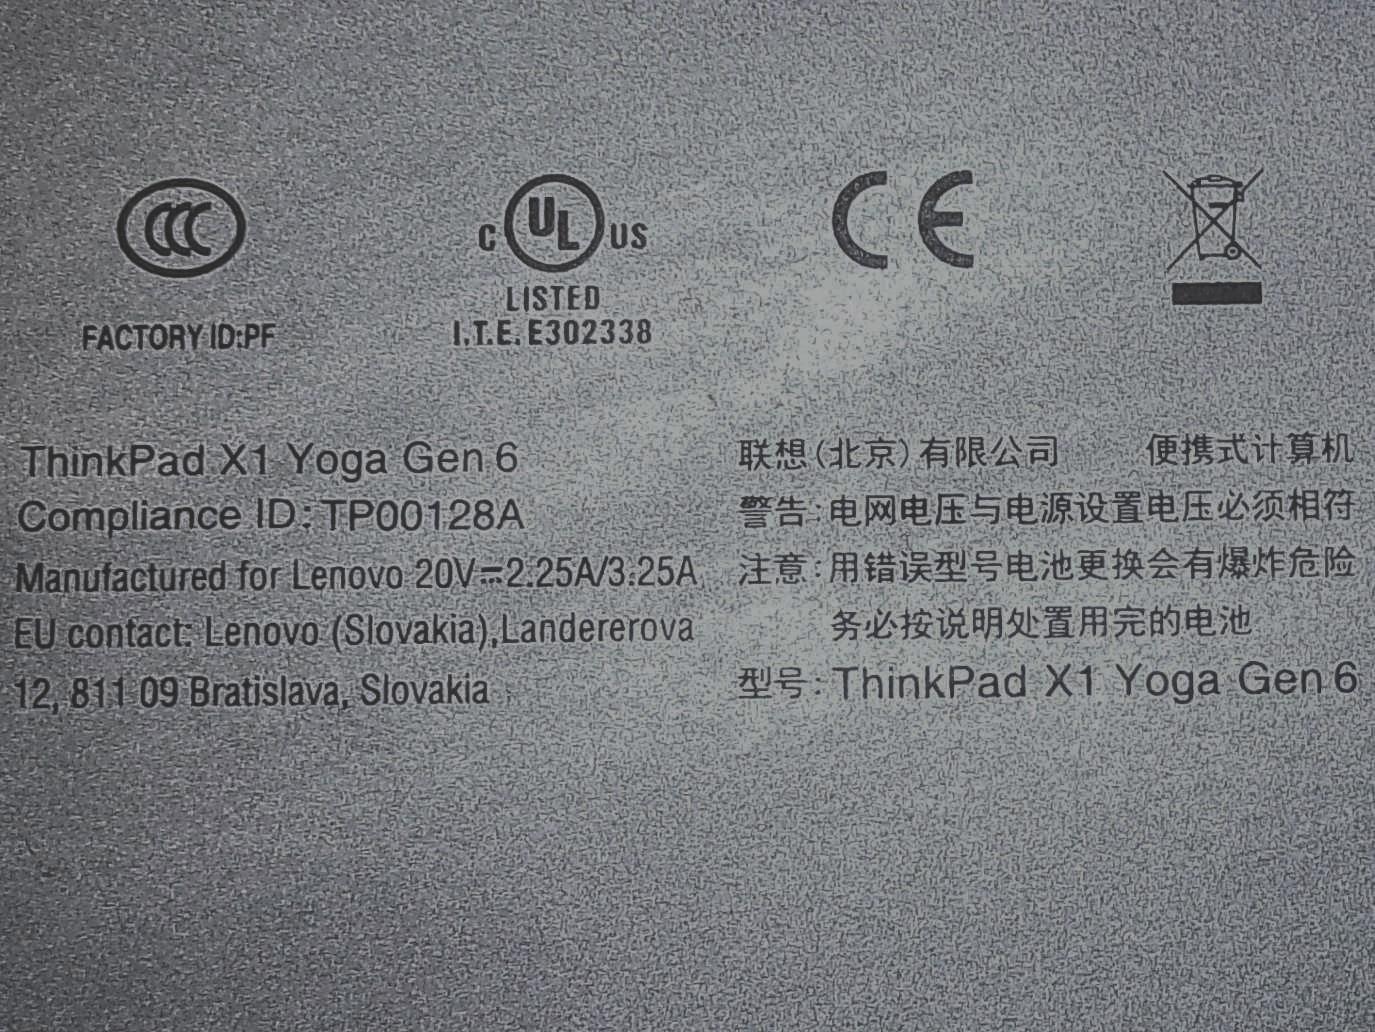 CCC
C UL US
CE
LISTED
FACTORY ID:PF
I.T.E. E302338
ThinkPad X1 Yoga Gen 6
Compliance ID: TP00128A
Manufactured for Lenovo 20V⎓2.25A/3.25A
EU contact: Lenovo (Slovakia),Landererova
12, 811 09 Bratislava, Slovakia
联想(北京)有限公司 便携式计算机
警告:电网电压与电源设置电压必须相符
注意:用错误型号电池更换会有爆炸危险
务必按说明处置用完的电池
型号:ThinkPad X1 Yoga Gen 6